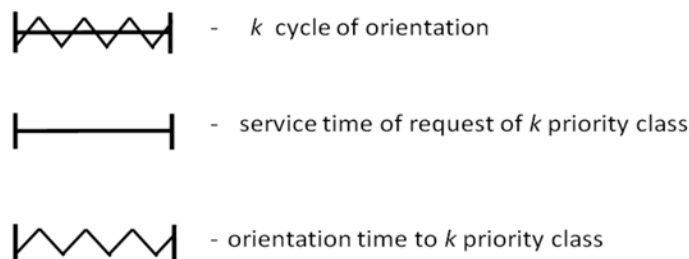 - k cycle of orientation
- service time of request of k priority class
- orientation time to k priority class